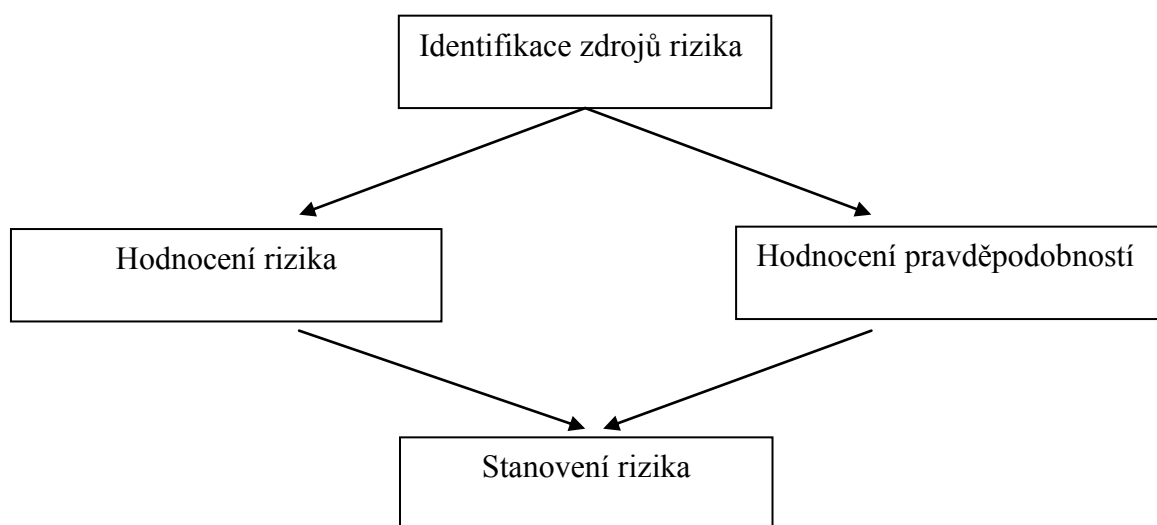 Identifikace zdrojů rizika
Hodnocení rizika
Hodnocení pravděpodobností
Stanovení rizika